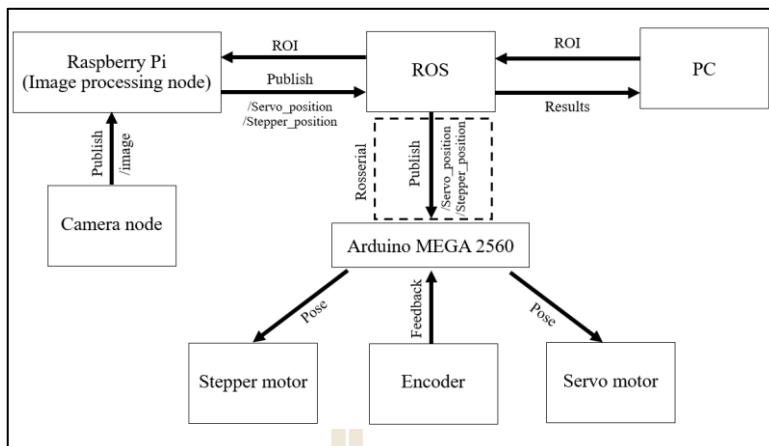 ROI
ROI
Raspberry Pi
(Image processing node)
ROS
PC
Publish
/Servo_position
/Stepper_position
Results
Publish
/image
Rosserial
Publish
/Servo_position
/Stepper_position
Camera node
Arduino MEGA 2560
Pose
Feedback
Pose
Stepper motor
Encoder
Servo motor